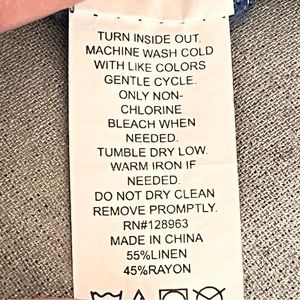 TURN INSIDE OUT.
MACHINE WASH COLD
WITH LIKE COLORS
GENTLE CYCLE.
ONLY NON-
CHLORINE
BLEACH WHEN
NEEDED.
TUMBLE DRY LOW.
WARM IRON IF
NEEDED.
DO NOT DRY CLEAN
REMOVE PROMPTLY.
RN#128963
MADE IN CHINA
55%LINEN
45%RAYON